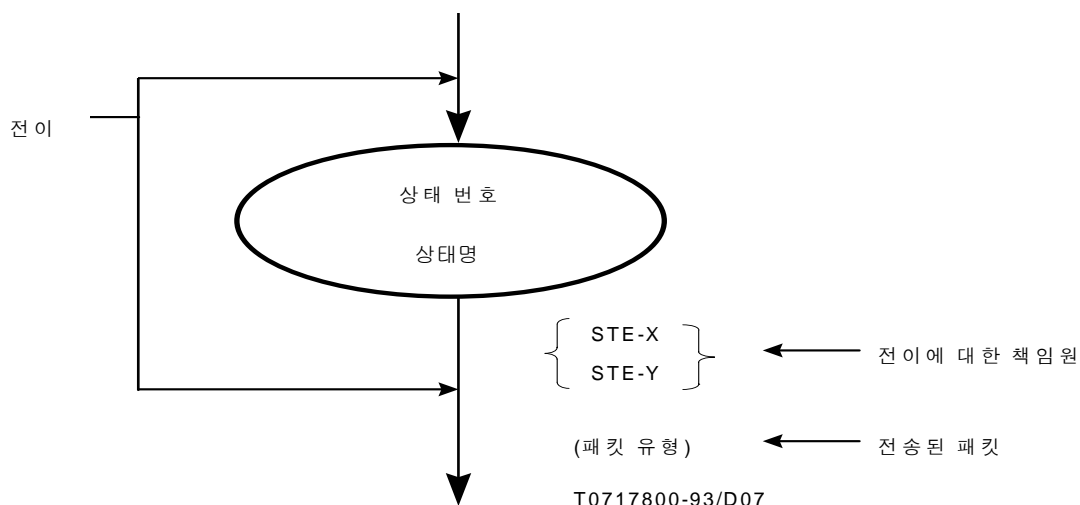 전이
상태 번호
상태명
STE-X
STE-Y
전이에 대한 책임원
(패킷 유형)
전송된 패킷
T0717800-93/D07